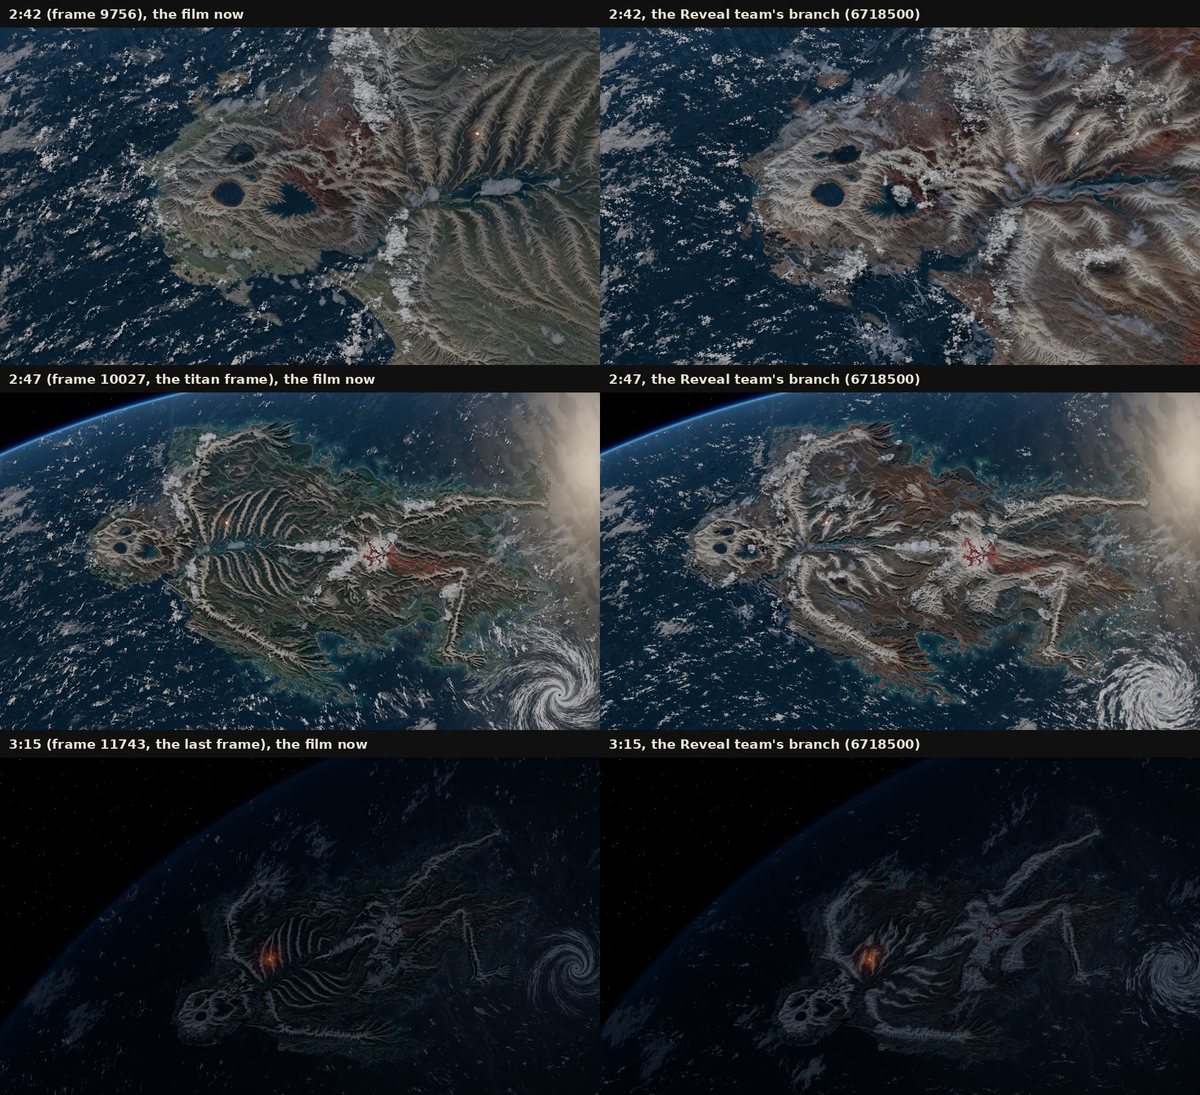 2:42 (frame 9756), the film now
2:42, the Reveal team's branch (6718500)
2:47 (frame 10027, the titan frame), the film now
2:47, the Reveal team's branch (6718500)
3:15 (frame 11743, the last frame), the film now
3:15, the Reveal team's branch (6718500)